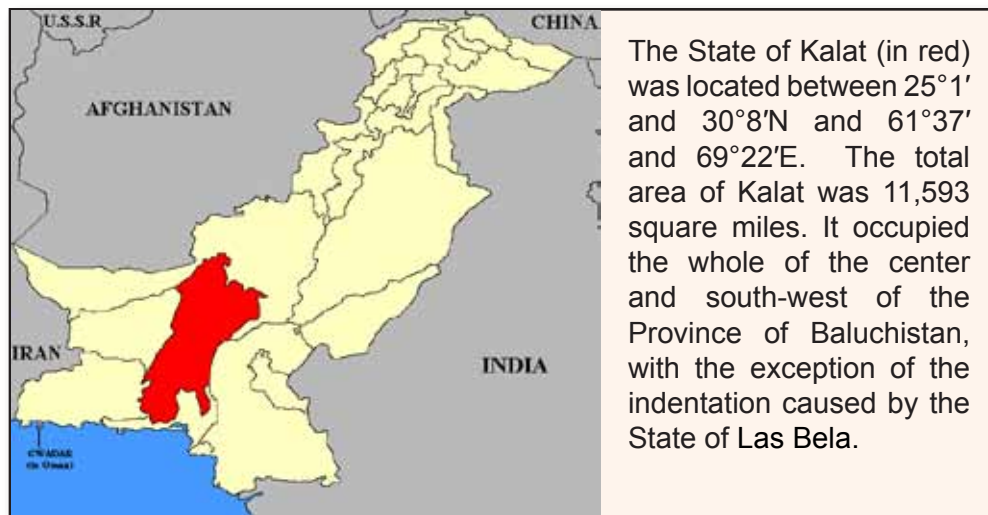 U.S.S.R
CHINA
AFGHANISTAN
IRAN
INDIA
GWADAR
(in Oman)
The State of Kalat (in red)
was located between 25°1′
and 30°8′N and 61°37′
and 69°22′E. The total
area of Kalat was 11,593
square miles. It occupied
the whole of the center
and south-west of the
Province of Baluchistan,
with the exception of the
indentation caused by the
State of Las Bela.